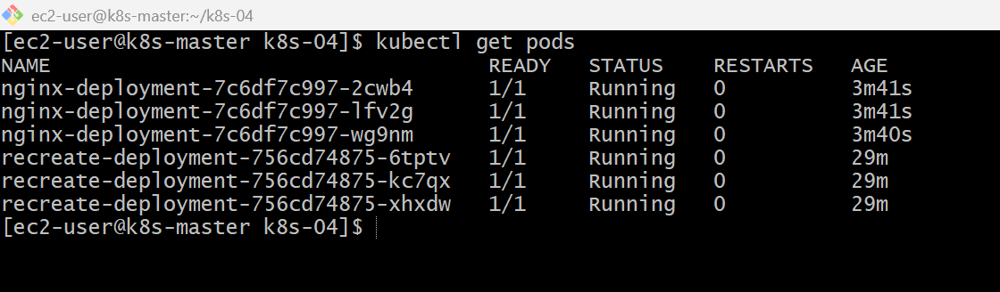 ec2-user@k8s-master:~/k8s-04
[ec2-user@k8s-master k8s-04]$ kubectl get pods
NAME READY STATUS RESTARTS AGE
nginx-deployment-7c6df7c997-2cwb4 1/1 Running 0 3m41s
nginx-deployment-7c6df7c997-lfv2g 1/1 Running 0 3m41s
nginx-deployment-7c6df7c997-wg9nm 1/1 Running 0 3m40s
recreate-deployment-756cd74875-6tptv 1/1 Running 0 29m
recreate-deployment-756cd74875-kc7qx 1/1 Running 0 29m
recreate-deployment-756cd74875-xhxdw 1/1 Running 0 29m
[ec2-user@k8s-master k8s-04]$